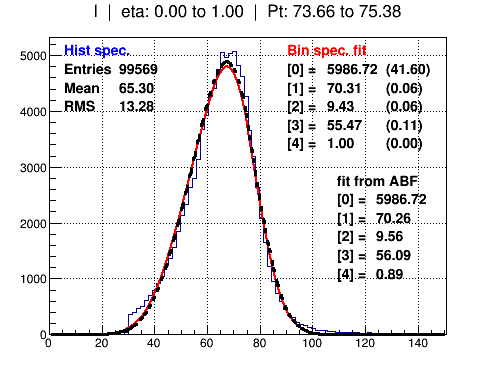 I | eta: 0.00 to 1.00 | Pt: 73.66 to 75.38
Hist spec.
Entries 99569
Mean 65.30
RMS 13.28
Bin spec. fit
[0] = 5986.72 (41.60)
[1] = 70.31 (0.06)
[2] = 9.43 (0.06)
[3] = 55.47 (0.11)
[4] = 1.00 (0.00)
fit from ABF
[0] = 5986.72
[1] = 70.26
[2] = 9.56
[3] = 56.09
[4] = 0.89
5000
4000
3000
2000
1000
0
0 20 40 60 80 100 120 140